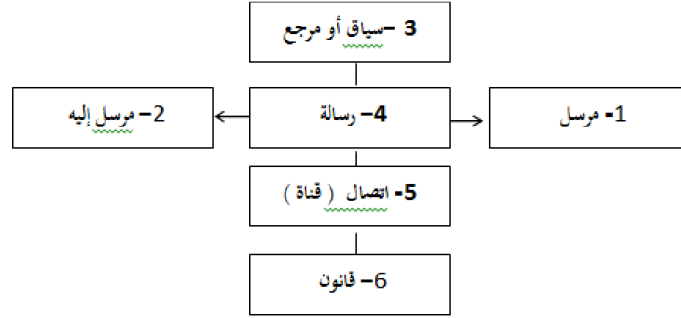 3 –سياق أو مرجع
1- مرسل
4– رسالة
2– مرسل إليه
5- اتصال ( قناة )
6– قانون